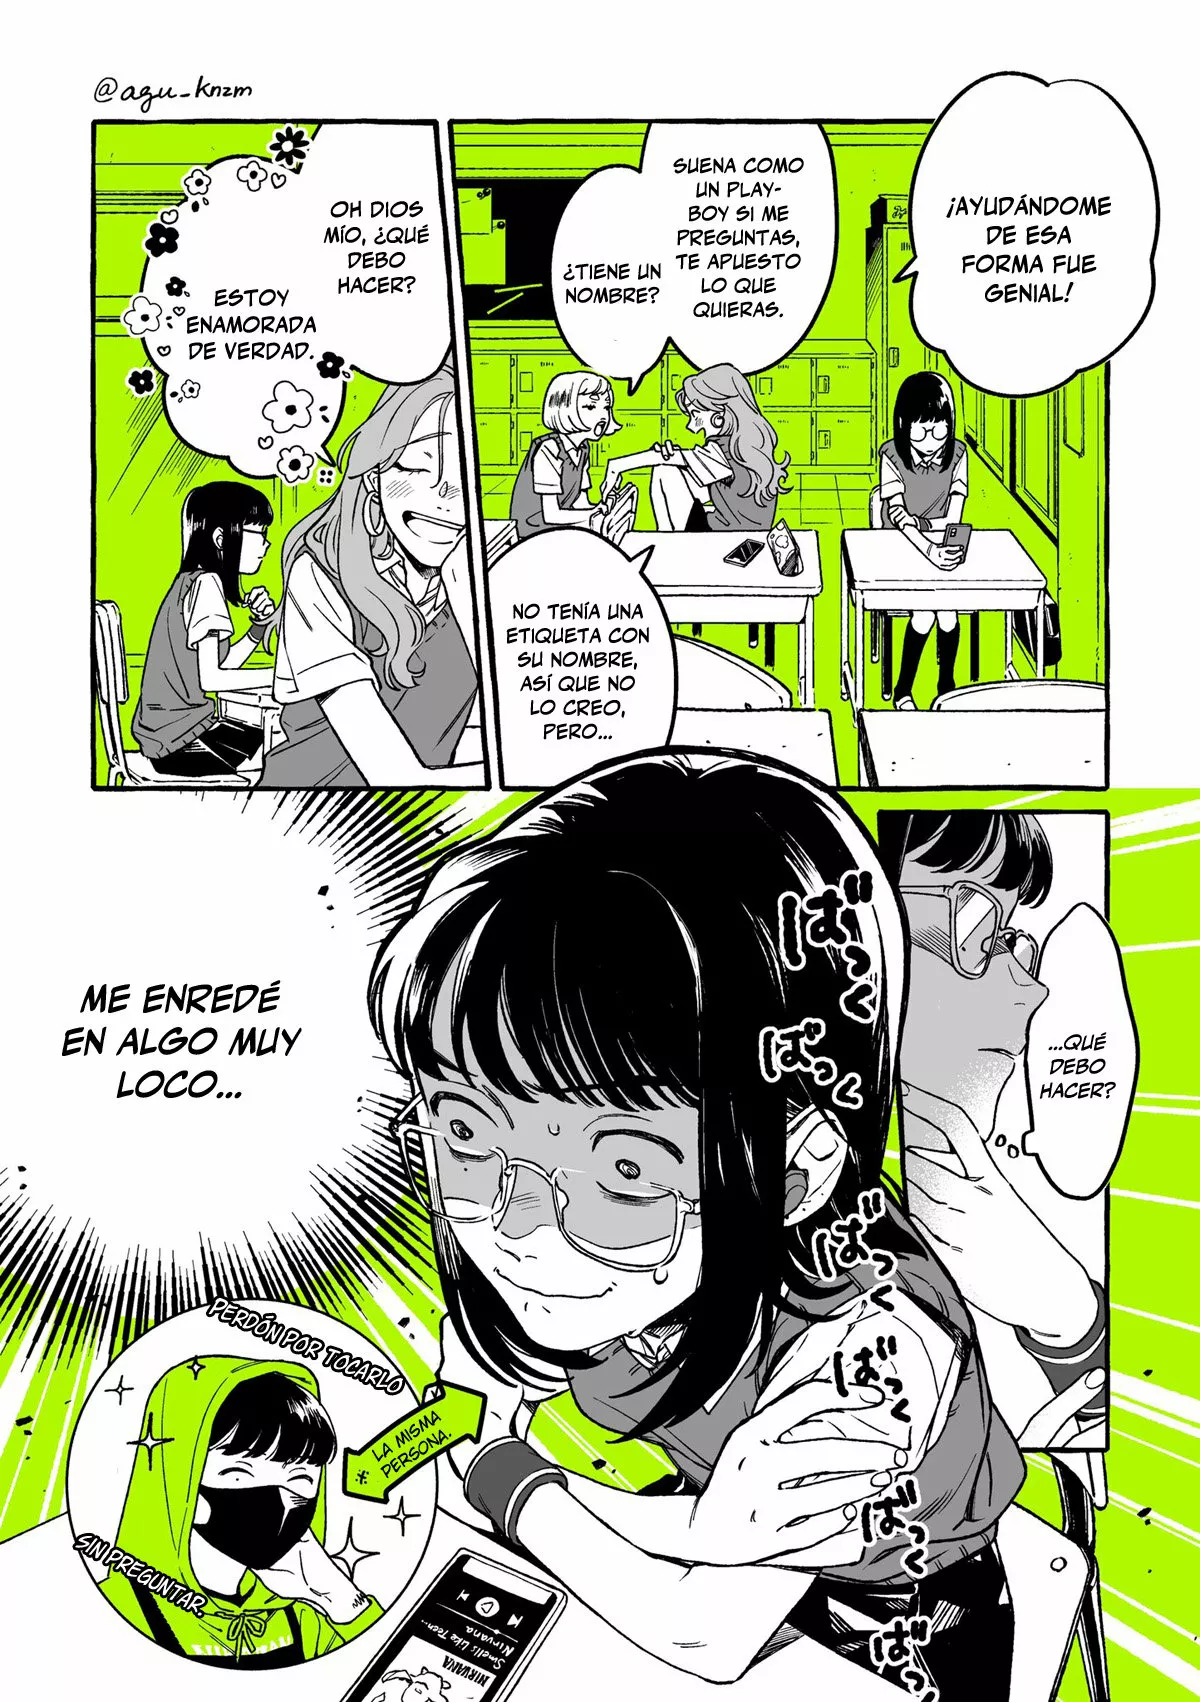 @agu_knzm
¡AYUDÁNDOME
DE ESA
FORMA FUE
GENIAL!
SUENA COMO
UN PLAY-
BOY SI ME
PREGUNTAS,
TE APUESTO
LO QUE
QUIERAS.
¿TIENE UN
NOMBRE?
NO TENÍA UNA
ETIQUETA CON
SU NOMBRE,
ASÍ QUE NO
LO CREO,
PERO...
OH DIOS
MÍO, ¿QUÉ
DEBO
HACER?
ESTOY
ENAMORADA
DE VERDAD.
...QUÉ
DEBO
HACER?
ばっく
ばっく
ばっく
ばっく
ばっく
ME ENREDÉ
EN ALGO MUY
LOCO...
PERDÓN POR TOCARLO
SIN PREGUNTAR.
* LA MISMA
PERSONA.
Smells Like Teen...
Nirvana
NIRVANA